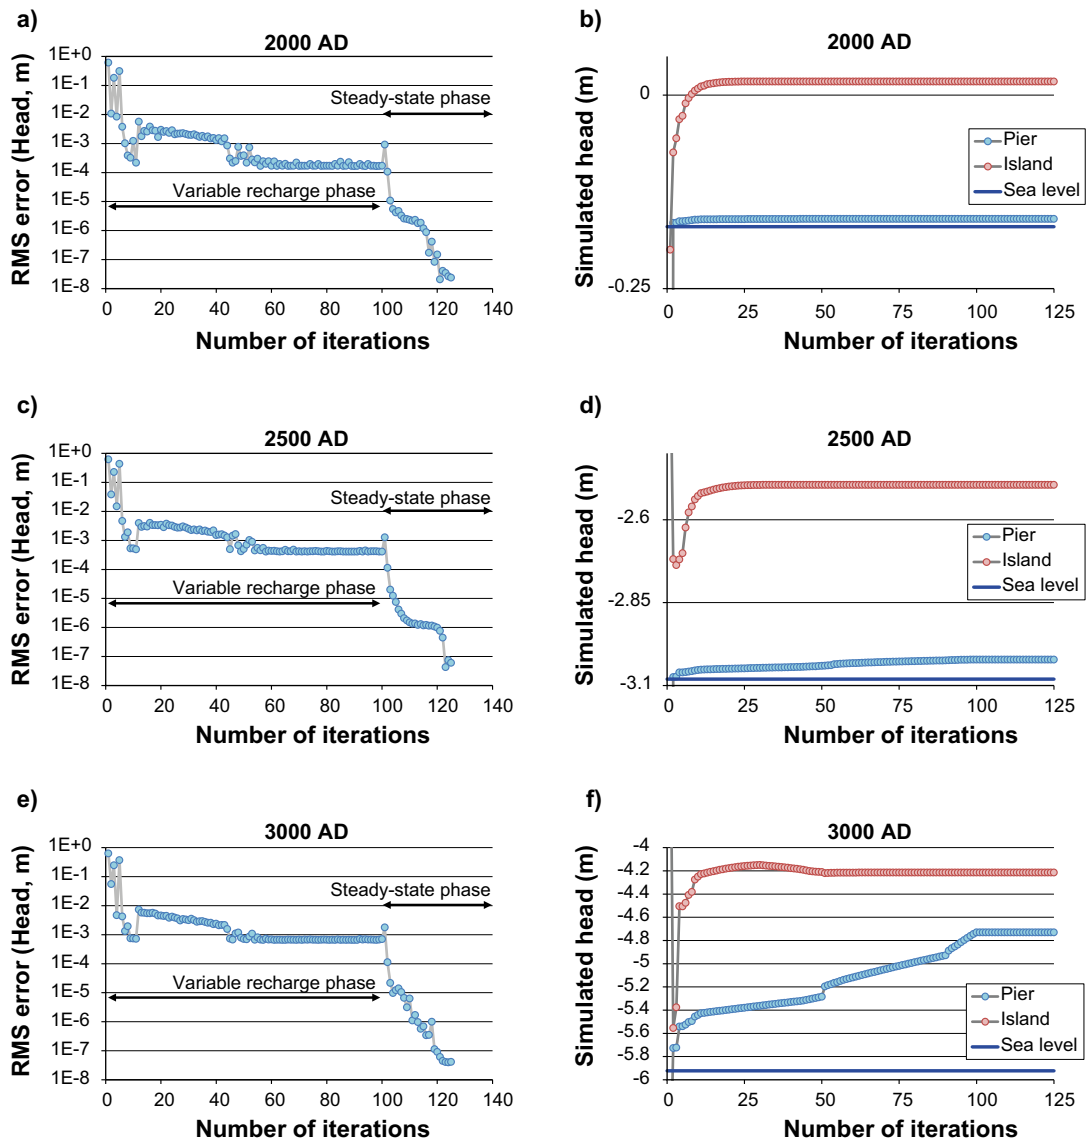 a)
2000 AD
RMS error (Head, m)
1E+0
1E-1
1E-2
1E-3
1E-4
1E-5
1E-6
1E-7
1E-8
Steady-state phase
Variable recharge phase
0 20 40 60 80 100 120 140
Number of iterations
b)
2000 AD
Simulated head (m)
0
-0.25
Pier
Island
Sea level
0 25 50 75 100 125
Number of iterations
c)
2500 AD
RMS error (Head, m)
1E+0
1E-1
1E-2
1E-3
1E-4
1E-5
1E-6
1E-7
1E-8
Steady-state phase
Variable recharge phase
0 20 40 60 80 100 120 140
Number of iterations
d)
2500 AD
Simulated head (m)
-2.6
-2.85
-3.1
Pier
Island
Sea level
0 25 50 75 100 125
Number of iterations
e)
3000 AD
RMS error (Head, m)
1E+0
1E-1
1E-2
1E-3
1E-4
1E-5
1E-6
1E-7
1E-8
Steady-state phase
Variable recharge phase
0 20 40 60 80 100 120 140
Number of iterations
f)
3000 AD
Simulated head (m)
-4
-4.2
-4.4
-4.6
-4.8
-5
-5.2
-5.4
-5.6
-5.8
-6
Pier
Island
Sea level
0 25 50 75 100 125
Number of iterations